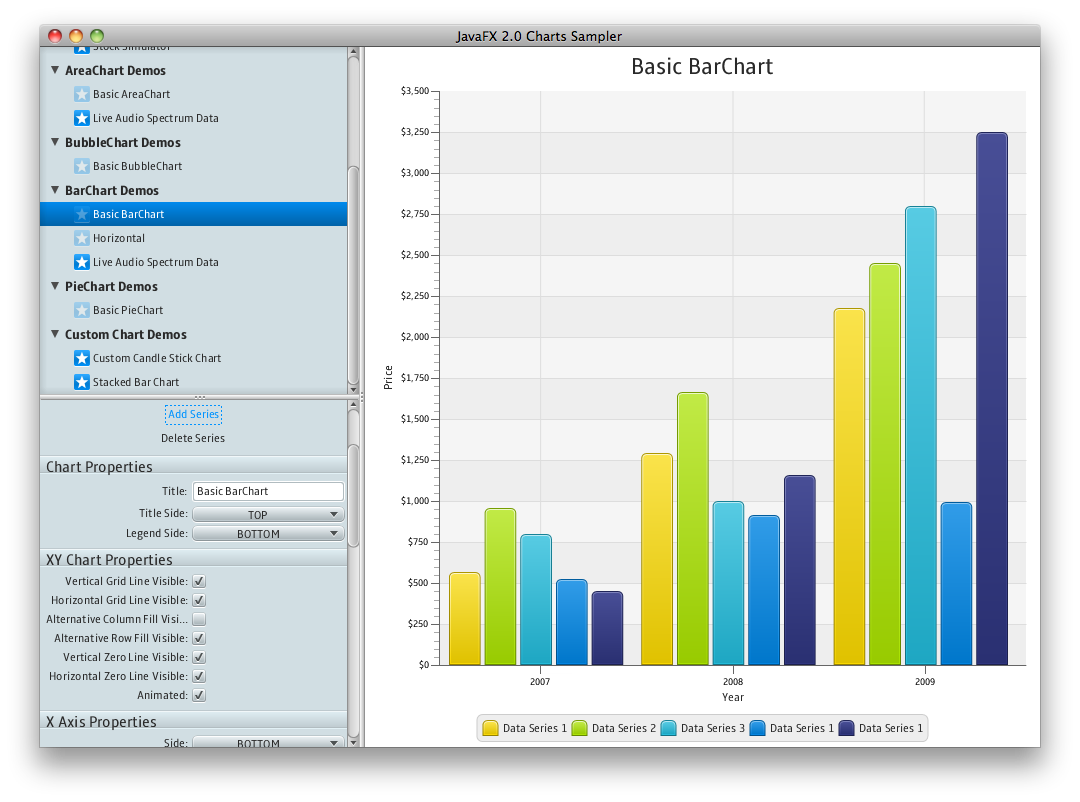 JavaFX 2.0 Charts Sampler
Stock Simulator
AreaChart Demos
Basic AreaChart
Live Audio Spectrum Data
BubbleChart Demos
Basic BubbleChart
BarChart Demos
Basic BarChart
Horizontal
Live Audio Spectrum Data
PieChart Demos
Basic PieChart
Custom Chart Demos
Custom Candle Stick Chart
Stacked Bar Chart
Add Series
Delete Series
Chart Properties
Title: Basic BarChart
Title Side: TOP
Legend Side: BOTTOM
XY Chart Properties
Vertical Grid Line Visible:
Horizontal Grid Line Visible:
Alternative Column Fill Visi...
Alternative Row Fill Visible:
Vertical Zero Line Visible:
Horizontal Zero Line Visible:
Animated:
X Axis Properties
Side: BOTTOM
Basic BarChart
$3,500
$3,250
$3,000
$2,750
$2,500
$2,250
$2,000
$1,750
$1,500
$1,250
$1,000
$750
$500
$250
$0
Price
2007 2008 2009
Year
Data Series 1 Data Series 2 Data Series 3 Data Series 1 Data Series 1